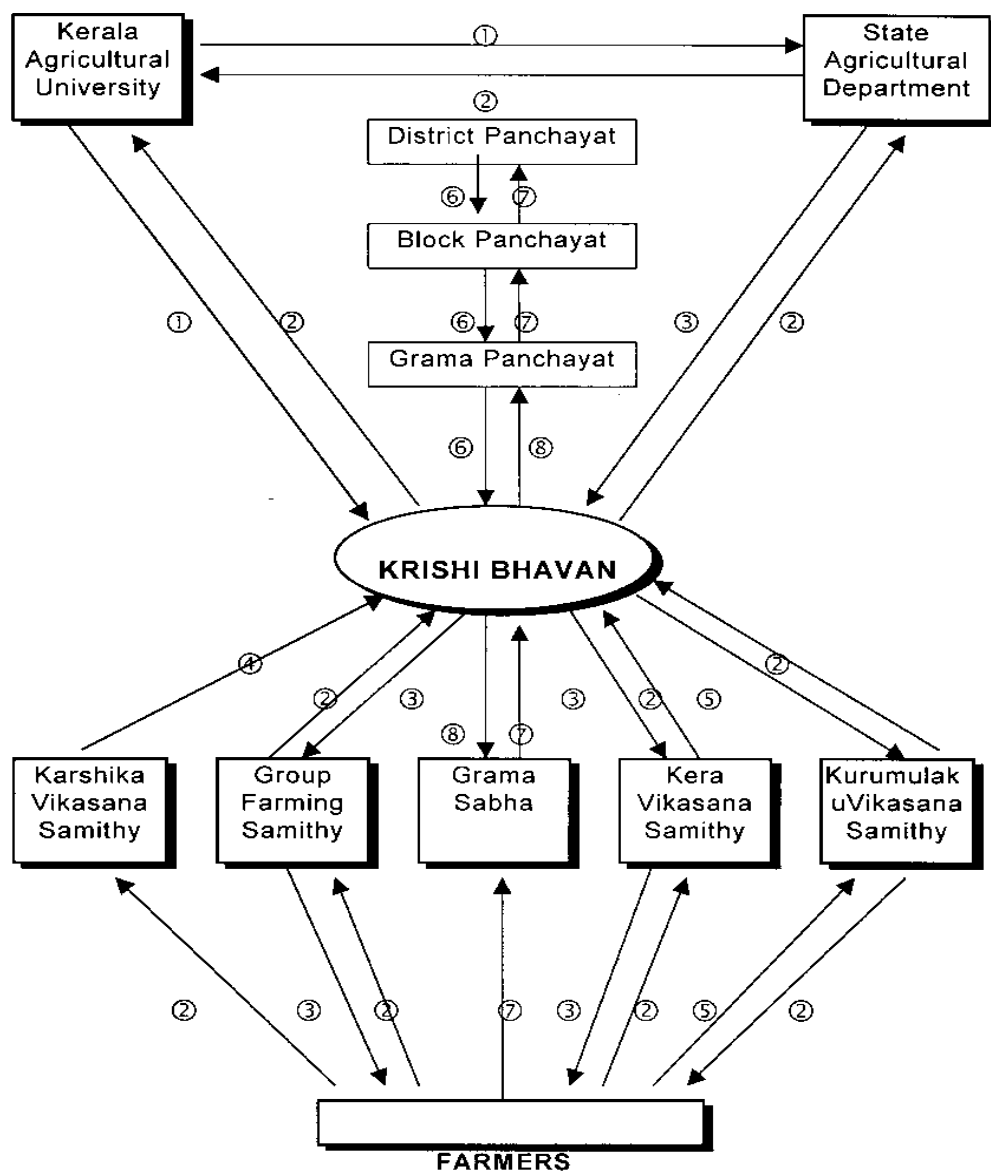 Kerala
Agricultural
University
①
State
Agricultural
Department
②
District Panchayat
⑥ ⑦
Block Panchayat
① ② ⑥ ⑦ ③ ②
Grama Panchayat
⑥ ⑧
KRISHI BHAVAN
④ ② ③ ⑧ ⑦ ③ ② ⑤ ②
Karshika
Vikasana
Samithy
Group
Farming
Samithy
Grama
Sabha
Kera
Vikasana
Samithy
Kurumulak
uVikasana
Samithy
② ③ ② ⑦ ③ ② ⑤ ②
FARMERS